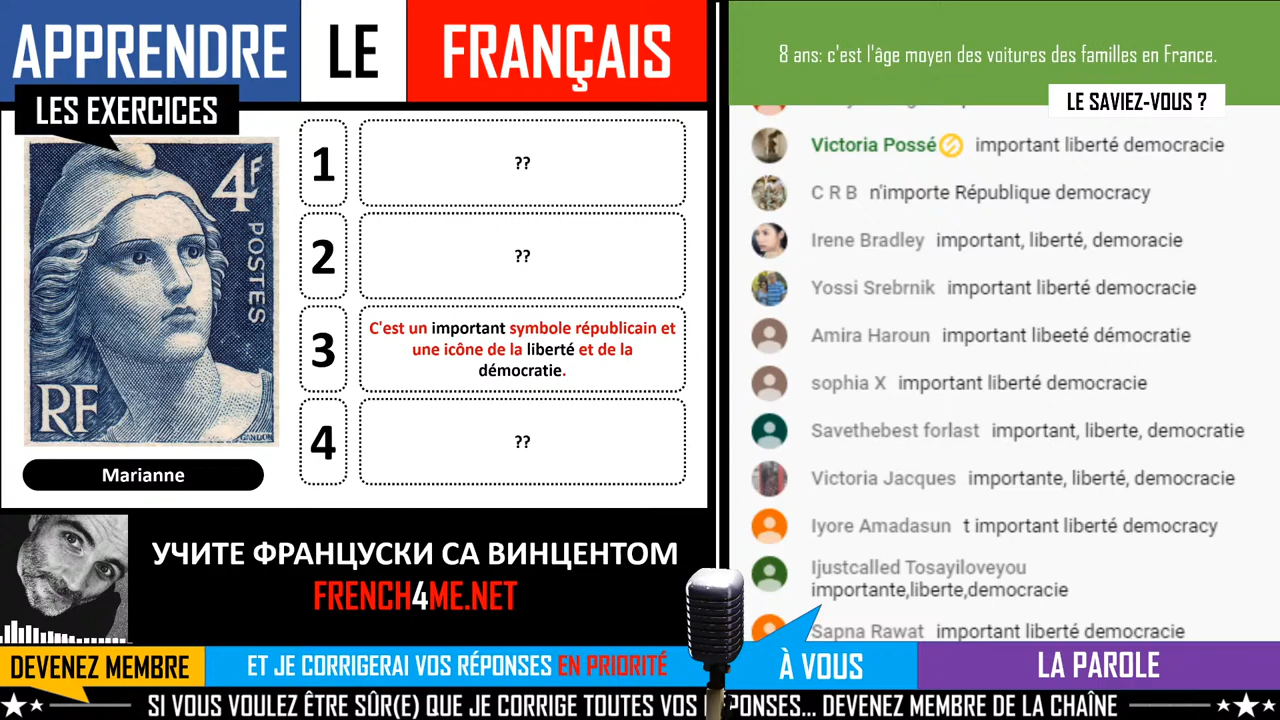 APPRENDRE LE FRANÇAIS
LES EXERCICES
4F
POSTES
RF
GANDON
Marianne
1
??
2
??
3
C'est un important symbole républicain et
une icône de la liberté et de la
démocratie.
4
??
УЧИТЕ ФРАНЦУСКИ СА ВИНЦЕНТОМ
FRENCH4ME.NET
8 ans: c'est l'âge moyen des voitures des familles en France.
LE SAVIEZ-VOUS ?
Victoria Possé important liberté democracie
C R B n'importe République democracy
Irene Bradley important, liberté, demoracie
Yossi Srebrnik important liberté democracie
Amira Haroun important libeeté démocratie
sophia X important liberté democracie
Savethebest forlast important, liberte, democratie
Victoria Jacques importante, liberté, democracie
Iyore Amadasun t important liberté democracy
Ijustcalled Tosayiloveyou
importante,liberte,democracie
Sapna Rawat important liberté democracie
DEVENEZ MEMBRE
ET JE CORRIGERAI VOS RÉPONSES EN PRIORITÉ
À VOUS
LA PAROLE
SI VOUS VOULEZ ÊTRE SÛR(E) QUE JE CORRIGE TOUTES VOS PONSES... DEVENEZ MEMBRE DE LA CHAÎNE